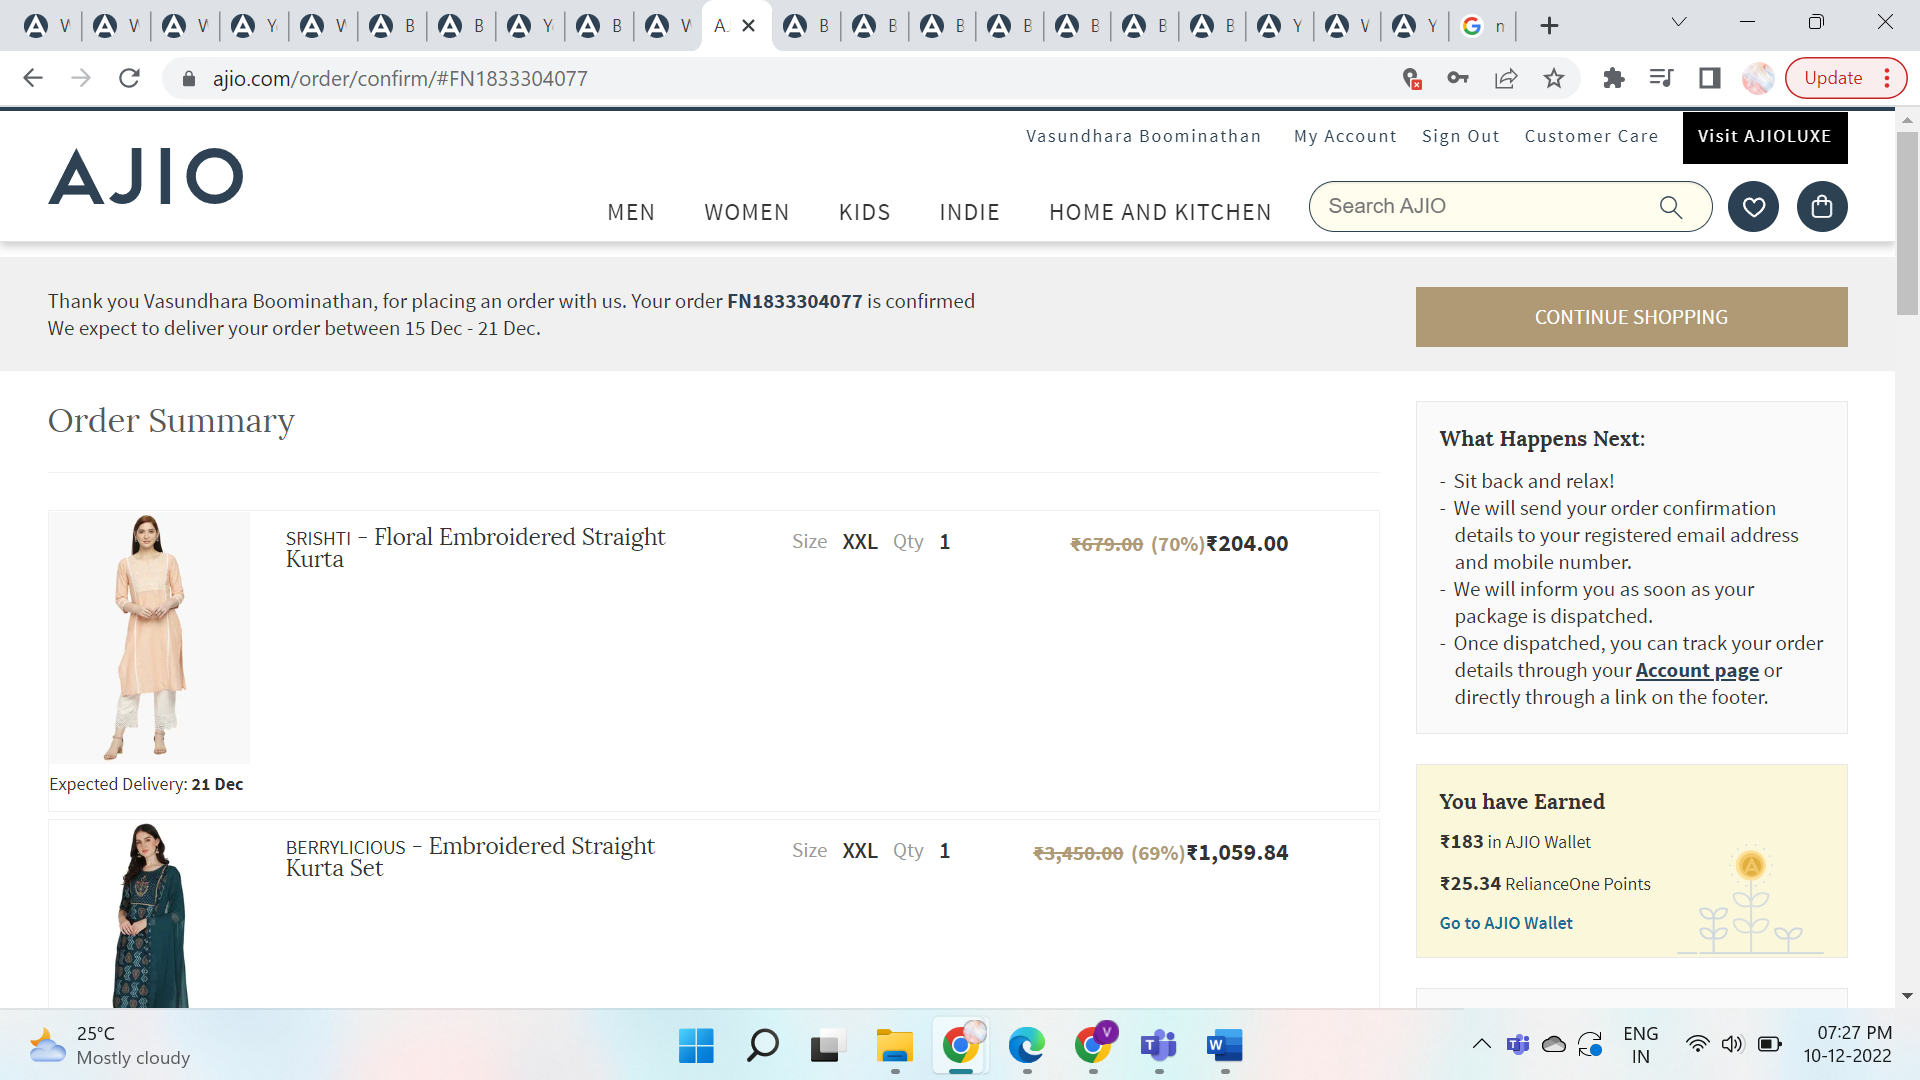 ajio.com/order/confirm/#FN1833304077
Update
Vasundhara Boominathan My Account Sign Out Customer Care Visit AJIOLUXE
AJIO
MEN WOMEN KIDS INDIE HOME AND KITCHEN Search AJIO
Thank you Vasundhara Boominathan, for placing an order with us. Your order FN1833304077 is confirmed
We expect to deliver your order between 15 Dec - 21 Dec.
CONTINUE SHOPPING
Order Summary
SRISHTI - Floral Embroidered Straight
Kurta
Size XXL Qty 1
₹679.00 (70%)₹204.00
Expected Delivery: 21 Dec
BERRYLICIOUS - Embroidered Straight
Kurta Set
Size XXL Qty 1
₹3,450.00 (69%)₹1,059.84
What Happens Next:
- Sit back and relax!
- We will send your order confirmation
details to your registered email address
and mobile number.
- We will inform you as soon as your
package is dispatched.
- Once dispatched, you can track your order
details through your Account page or
directly through a link on the footer.
You have Earned
₹183 in AJIO Wallet
₹25.34 RelianceOne Points
Go to AJIO Wallet
25°C
Mostly cloudy
ENG
IN
07:27 PM
10-12-2022